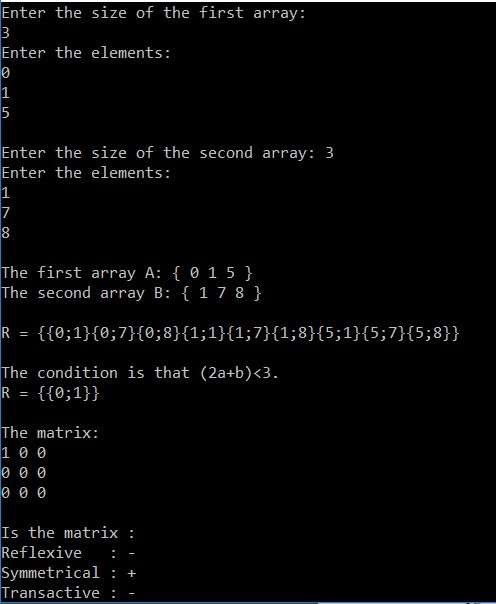 Enter the size of the first array:
3
Enter the elements:
0
1
5
Enter the size of the second array: 3
Enter the elements:
1
7
8
The first array A: { 0 1 5 }
The second array B: { 1 7 8 }
R = {{0;1}{0;7}{0;8}{1;1}{1;7}{1;8}{5;1}{5;7}{5;8}}
The condition is that (2a+b)<3.
R = {{0;1}}
The matrix:
1 0 0
0 0 0
0 0 0
Is the matrix :
Reflexive   : -
Symmetrical : +
Transactive : -